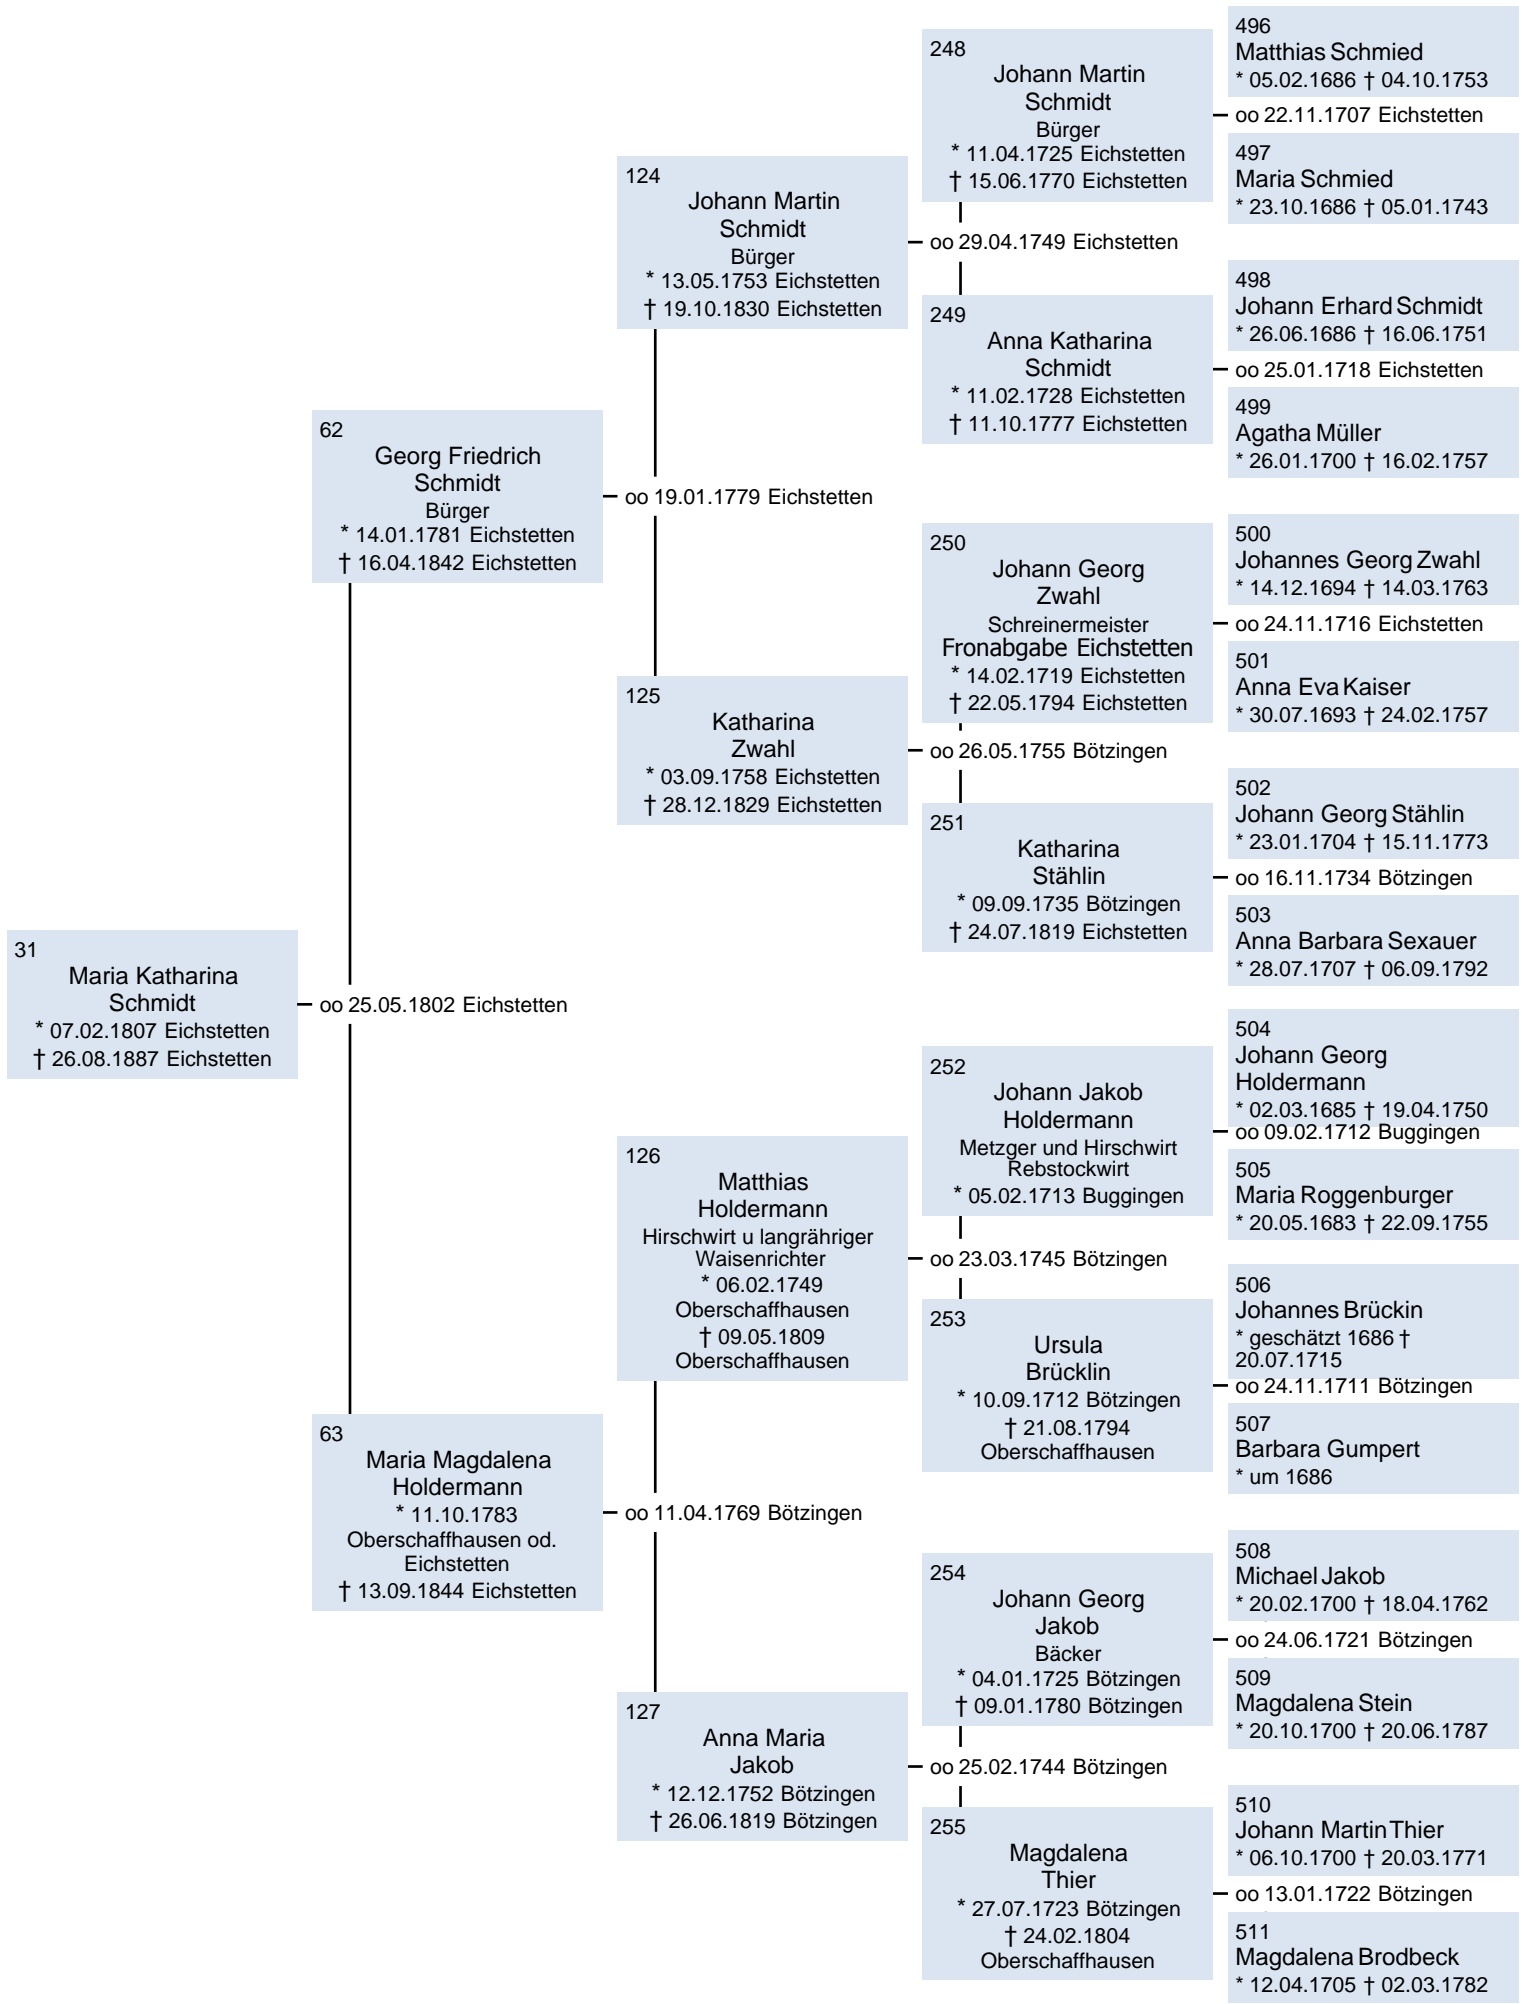 31
Maria Katharina
Schmidt
* 07.02.1807 Eichstetten
† 26.08.1887 Eichstetten
oo 25.05.1802 Eichstetten
62
Georg Friedrich
Schmidt
Bürger
* 14.01.1781 Eichstetten
† 16.04.1842 Eichstetten
oo 19.01.1779 Eichstetten
63
Maria Magdalena
Holdermann
* 11.10.1783
Oberschaffhausen od.
Eichstetten
† 13.09.1844 Eichstetten
oo 11.04.1769 Bötzingen
124
Johann Martin
Schmidt
Bürger
* 13.05.1753 Eichstetten
† 19.10.1830 Eichstetten
oo 29.04.1749 Eichstetten
125
Katharina
Zwahl
* 03.09.1758 Eichstetten
† 28.12.1829 Eichstetten
oo 26.05.1755 Bötzingen
126
Matthias
Holdermann
Hirschwirt u langrähriger
Waisenrichter
* 06.02.1749
Oberschaffhausen
† 09.05.1809
Oberschaffhausen
oo 23.03.1745 Bötzingen
127
Anna Maria
Jakob
* 12.12.1752 Bötzingen
† 26.06.1819 Bötzingen
oo 25.02.1744 Bötzingen
248
Johann Martin
Schmidt
Bürger
* 11.04.1725 Eichstetten
† 15.06.1770 Eichstetten
oo 22.11.1707 Eichstetten
249
Anna Katharina
Schmidt
* 11.02.1728 Eichstetten
† 11.10.1777 Eichstetten
oo 25.01.1718 Eichstetten
250
Johann Georg
Zwahl
Schreinermeister
Fronabgabe Eichstetten
* 14.02.1719 Eichstetten
† 22.05.1794 Eichstetten
oo 24.11.1716 Eichstetten
251
Katharina
Stählin
* 09.09.1735 Bötzingen
† 24.07.1819 Eichstetten
oo 16.11.1734 Bötzingen
252
Johann Jakob
Holdermann
Metzger und Hirschwirt
Rebstockwirt
* 05.02.1713 Buggingen
oo 09.02.1712 Buggingen
253
Ursula
Brücklin
* 10.09.1712 Bötzingen
† 21.08.1794
Oberschaffhausen
oo 24.11.1711 Bötzingen
254
Johann Georg
Jakob
Bäcker
* 04.01.1725 Bötzingen
† 09.01.1780 Bötzingen
oo 24.06.1721 Bötzingen
255
Magdalena
Thier
* 27.07.1723 Bötzingen
† 24.02.1804
Oberschaffhausen
oo 13.01.1722 Bötzingen
496
Matthias Schmied
* 05.02.1686 † 04.10.1753
497
Maria Schmied
* 23.10.1686 † 05.01.1743
498
Johann Erhard Schmidt
* 26.06.1686 † 16.06.1751
499
Agatha Müller
* 26.01.1700 † 16.02.1757
500
Johannes Georg Zwahl
* 14.12.1694 † 14.03.1763
501
Anna Eva Kaiser
* 30.07.1693 † 24.02.1757
502
Johann Georg Stählin
* 23.01.1704 † 15.11.1773
503
Anna Barbara Sexauer
* 28.07.1707 † 06.09.1792
504
Johann Georg
Holdermann
* 02.03.1685 † 19.04.1750
505
Maria Roggenburger
* 20.05.1683 † 22.09.1755
506
Johannes Brückin
* geschätzt 1686 †
20.07.1715
507
Barbara Gumpert
* um 1686
508
Michael Jakob
* 20.02.1700 † 18.04.1762
509
Magdalena Stein
* 20.10.1700 † 20.06.1787
510
Johann Martin Thier
* 06.10.1700 † 20.03.1771
511
Magdalena Brodbeck
* 12.04.1705 † 02.03.1782